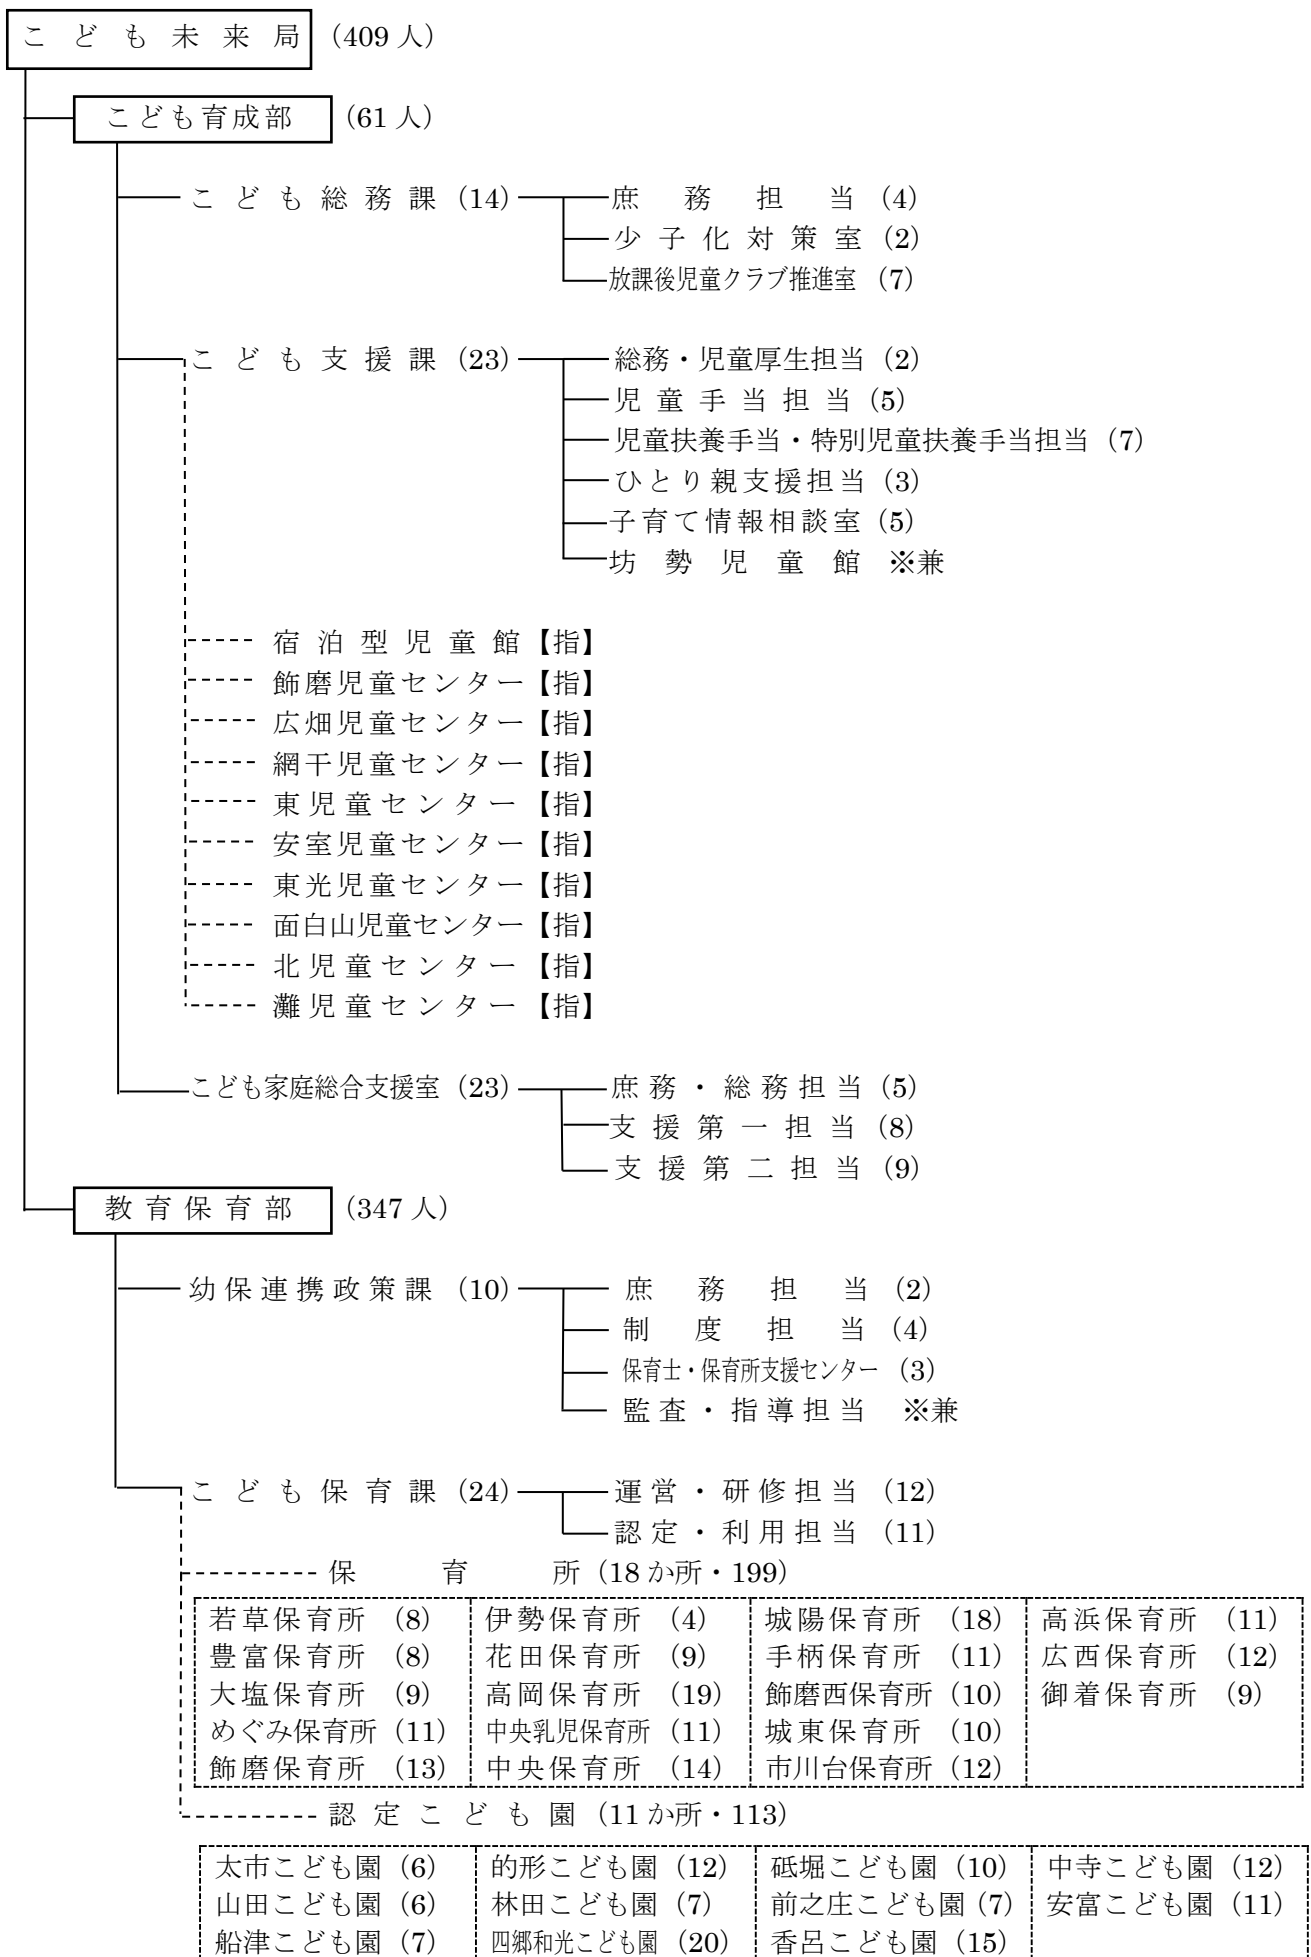 こども未来局 (409人)
こども育成部 (61人)
こども総務課 (14) 庶務担当 (4)
少子化対策室 (2)
放課後児童クラブ推進室 (7)
こども支援課 (23) 総務・児童厚生担当 (2)
児童手当担当 (5)
児童扶養手当・特別児童扶養手当担当 (7)
ひとり親支援担当 (3)
子育て情報相談室 (5)
坊勢児童館 ※兼
宿泊型児童館【指】
飾磨児童センター【指】
広畑児童センター【指】
網干児童センター【指】
東児童センター【指】
安室児童センター【指】
東光児童センター【指】
面白山児童センター【指】
北児童センター【指】
灘児童センター【指】
こども家庭総合支援室 (23) 庶務・総務担当 (5)
支援第一担当 (8)
支援第二担当 (9)
教育保育部 (347人)
幼保連携政策課 (10) 庶務担当 (2)
制度担当 (4)
保育士・保育所支援センター (3)
監査・指導担当 ※兼
こども保育課 (24) 運営・研修担当 (12)
認定・利用担当 (11)
保育所 (18か所・199)
若草保育所 (8) 伊勢保育所 (4) 城陽保育所 (18) 高浜保育所 (11)
豊富保育所 (8) 花田保育所 (9) 手柄保育所 (11) 広西保育所 (12)
大塩保育所 (9) 高岡保育所 (19) 飾磨西保育所 (10) 御着保育所 (9)
めぐみ保育所 (11) 中央乳児保育所 (11) 城東保育所 (10)
飾磨保育所 (13) 中央保育所 (14) 市川台保育所 (12)
認定こども園 (11か所・113)
太市こども園 (6) 的形こども園 (12) 砥堀こども園 (10) 中寺こども園 (12)
山田こども園 (6) 林田こども園 (7) 前之庄こども園 (7) 安富こども園 (11)
船津こども園 (7) 四郷和光こども園 (20) 香呂こども園 (15)